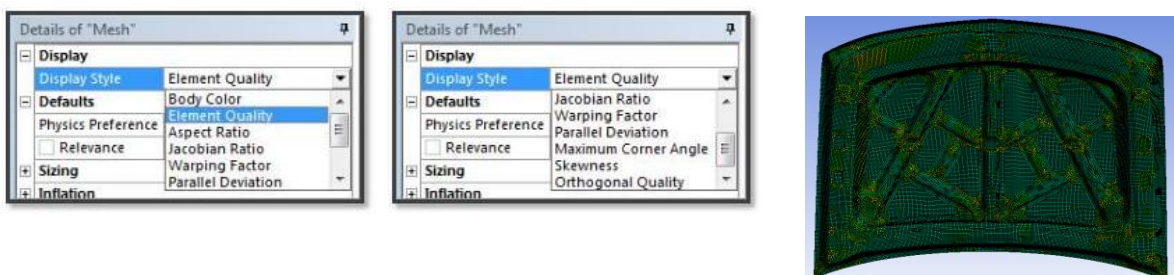 Details of "Mesh"
Display
Display Style Element Quality
Defaults Body Color
Element Quality
Physics Preference Aspect Ratio
Relevance Jacobian Ratio
Sizing Warping Factor
Parallel Deviation
Inflation
Details of "Mesh"
Display
Display Style Element Quality
Defaults Jacobian Ratio
Warping Factor
Physics Preference Parallel Deviation
Relevance Maximum Corner Angle
Sizing Skewness
Orthogonal Quality
Inflation